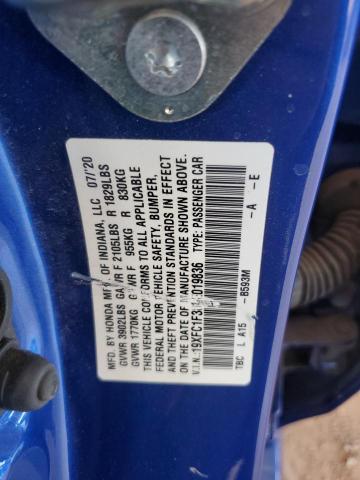 MFD. BY HONDA MFG. OF INDIANA, LLC 07/'20
GVWR 3902LBS GAWR F 2105LBS R 1829LBS
GVWR 1770KG GAWR F 955KG R 830KG
THIS VEHICLE CONFORMS TO ALL APPLICABLE
FEDERAL MOTOR VEHICLE SAFETY, BUMPER,
AND THEFT PREVENTION STANDARDS IN EFFECT
ON THE DATE OF MANUFACTURE SHOWN ABOVE.
V.I.N.: TYPE: PASSENGER CAR
-A -E
-B593M
TBC L A15